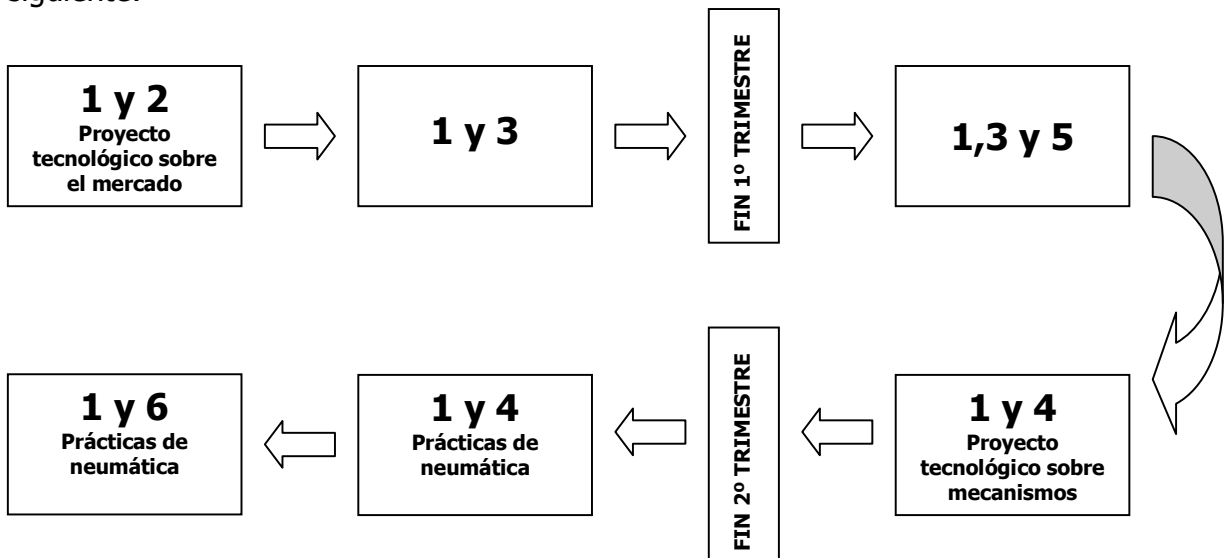 siguiente:
1 y 2
Proyecto
tecnológico sobre
el mercado
1 y 3
FIN 1º TRIMESTRE
1,3 y 5
1 y 4
Proyecto
tecnológico sobre
mecanismos
FIN 2º TRIMESTRE
1 y 4
Prácticas de
neumática
1 y 6
Prácticas de
neumática